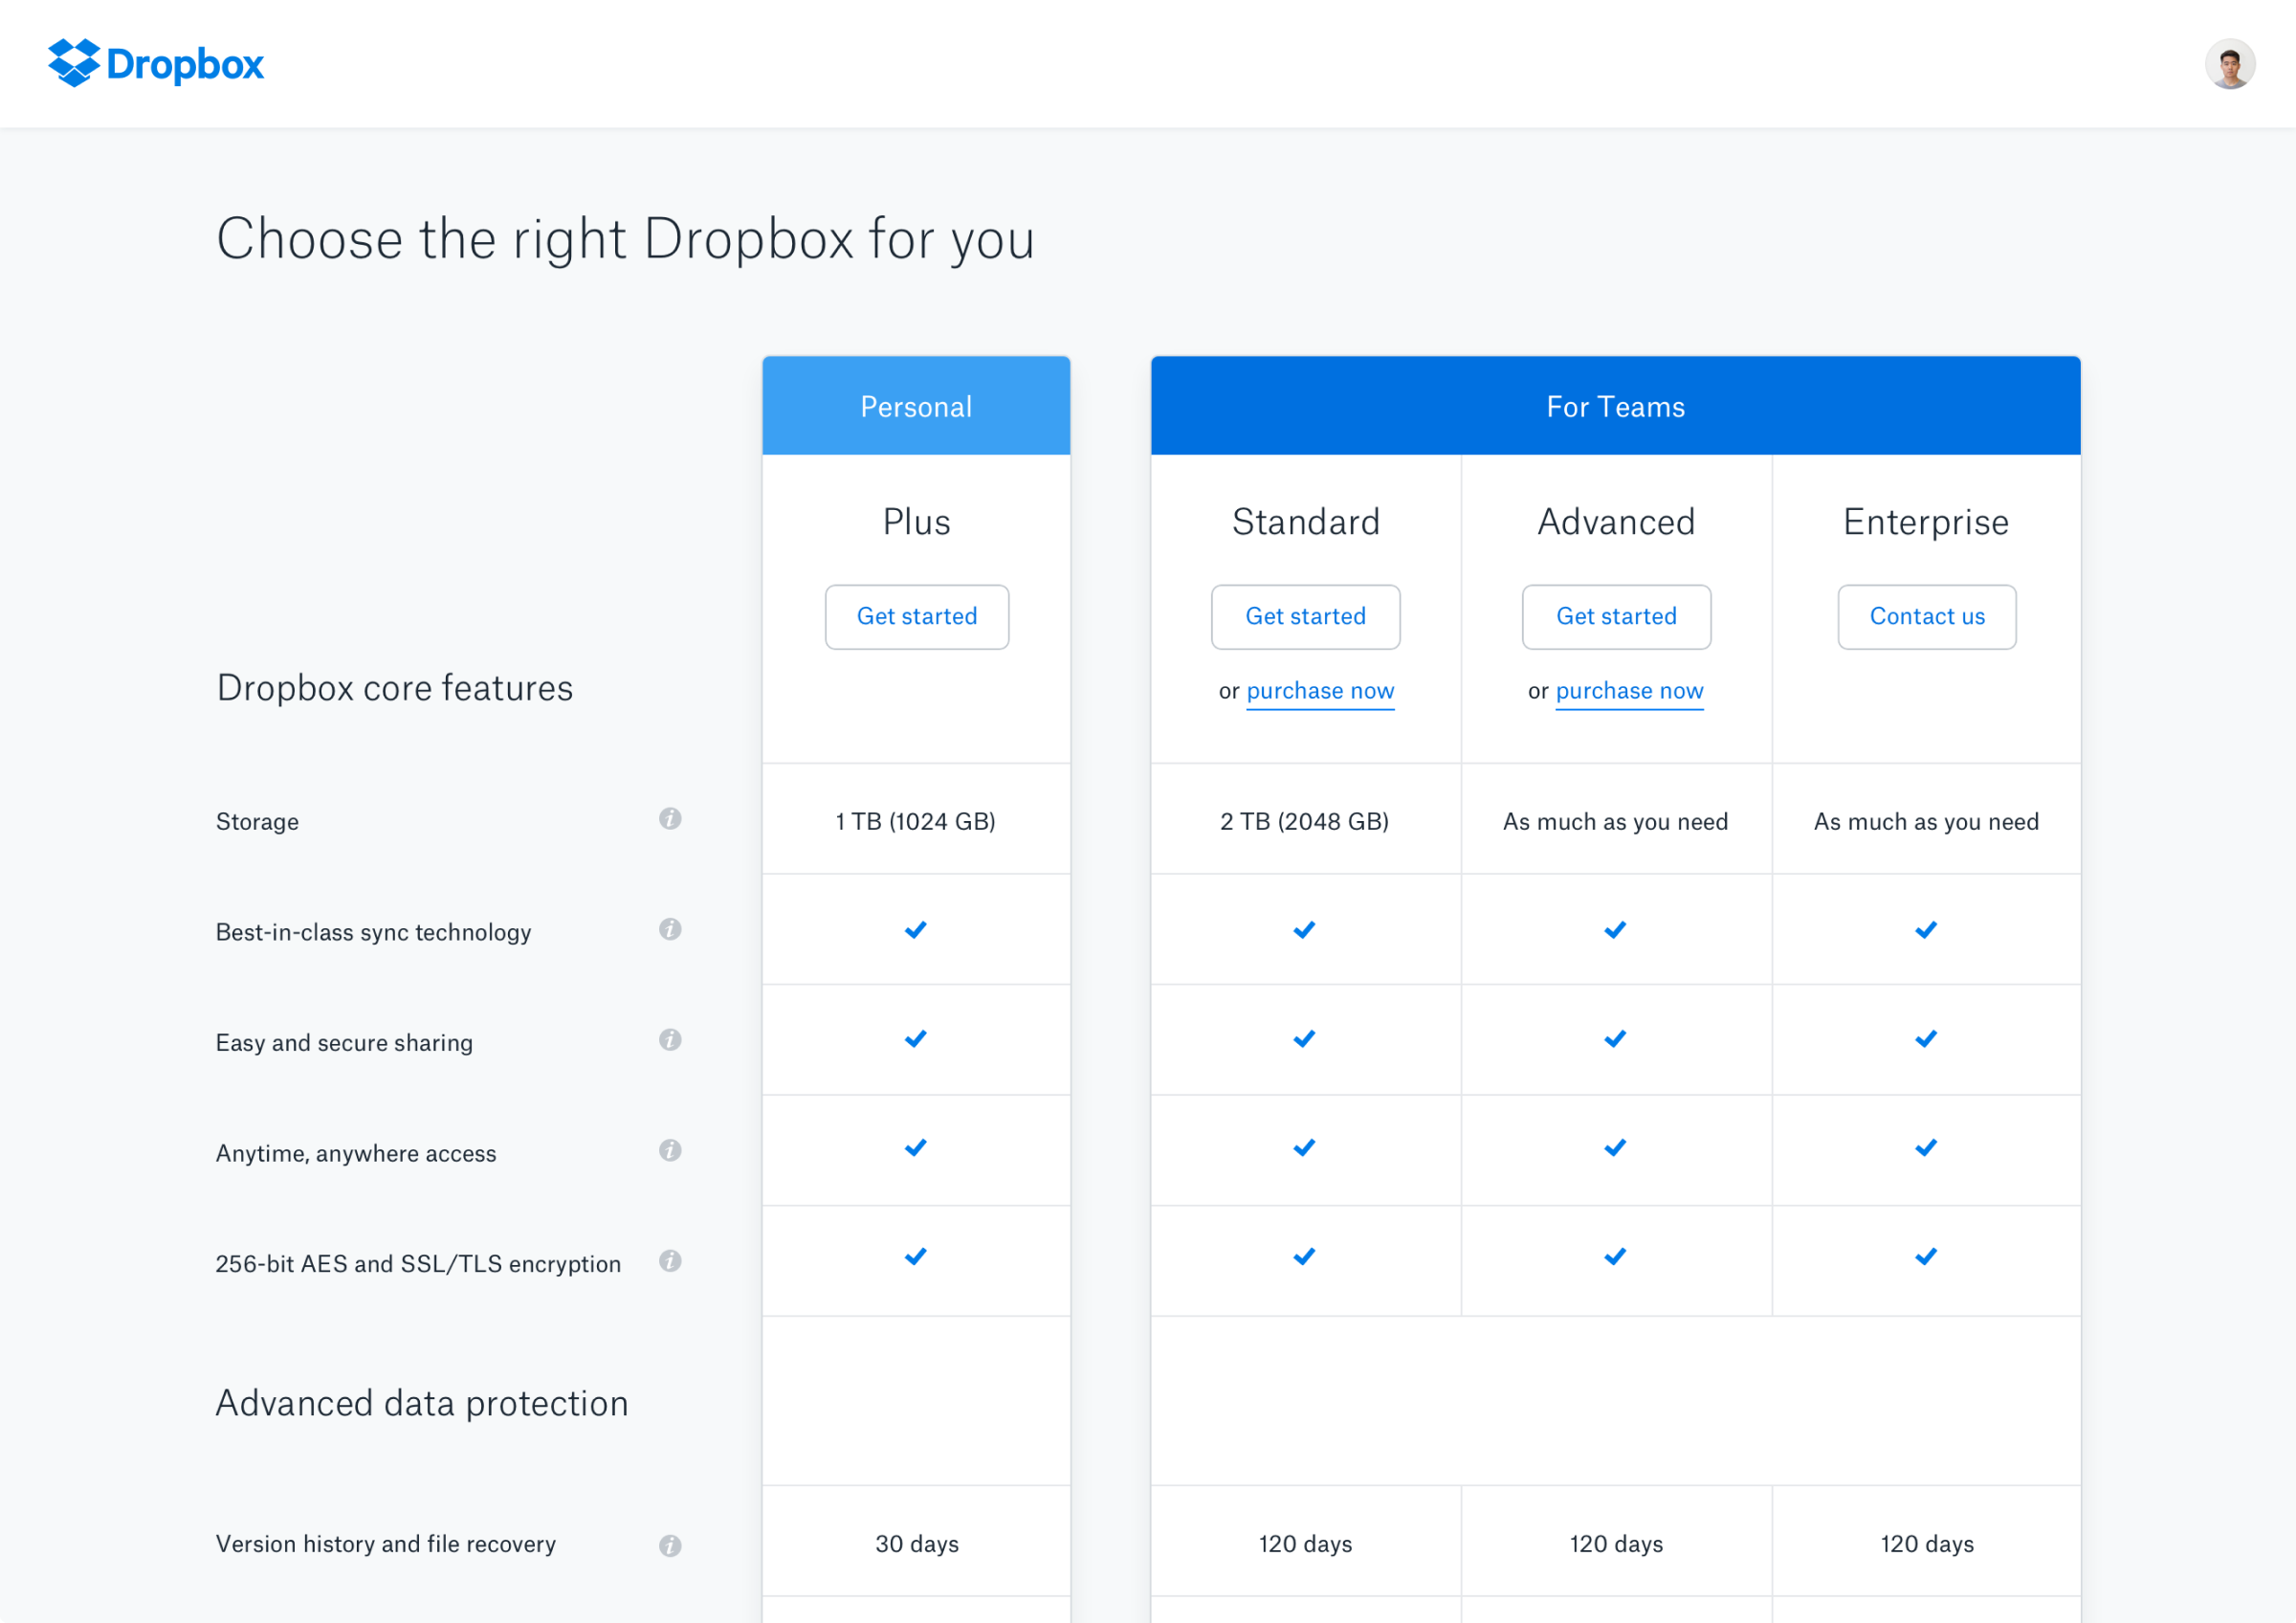 Dropbox
Choose the right Dropbox for you
Personal
For Teams
Plus
Standard
Advanced
Enterprise
Get started
Get started
Get started
Contact us
Dropbox core features
or purchase now
or purchase now
Storage
1 TB (1024 GB)
2 TB (2048 GB)
As much as you need
As much as you need
Best-in-class sync technology
Easy and secure sharing
Anytime, anywhere access
256-bit AES and SSL/TLS encryption
Advanced data protection
Version history and file recovery
30 days
120 days
120 days
120 days